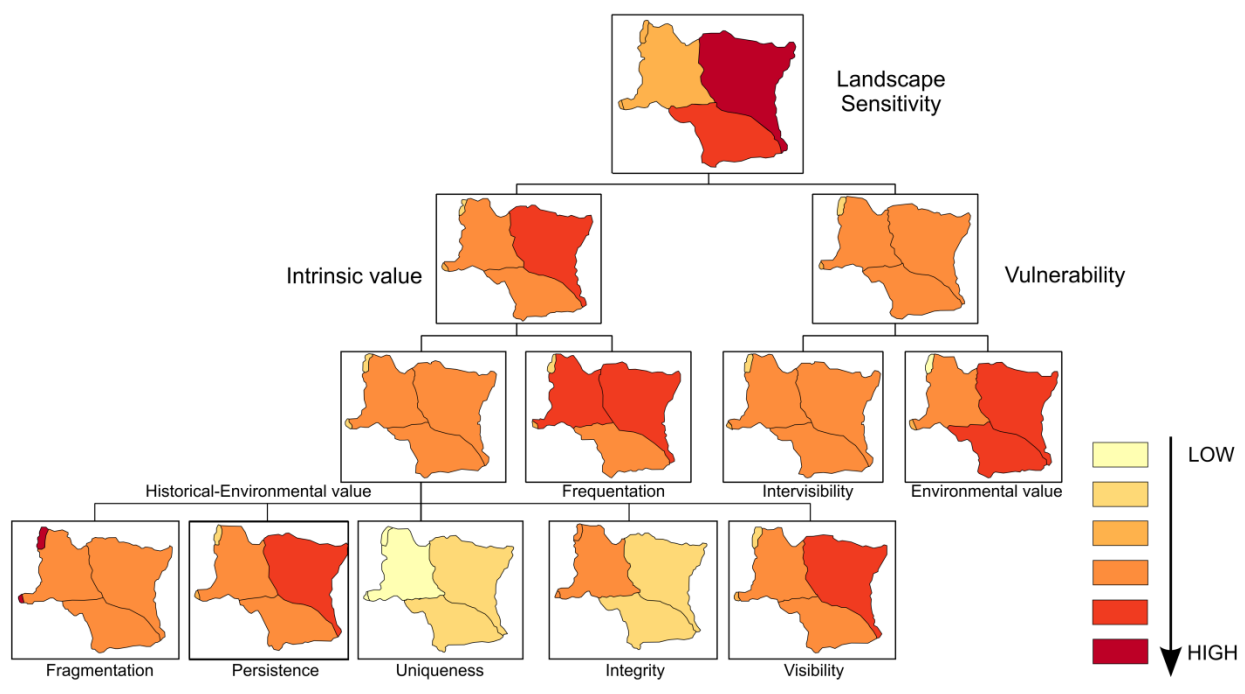 Landscape
Sensitivity
Intrinsic value
Vulnerability
Historical-Environmental value
Frequentation
Intervisibility
Environmental value
LOW
HIGH
Fragmentation
Persistence
Uniqueness
Integrity
Visibility